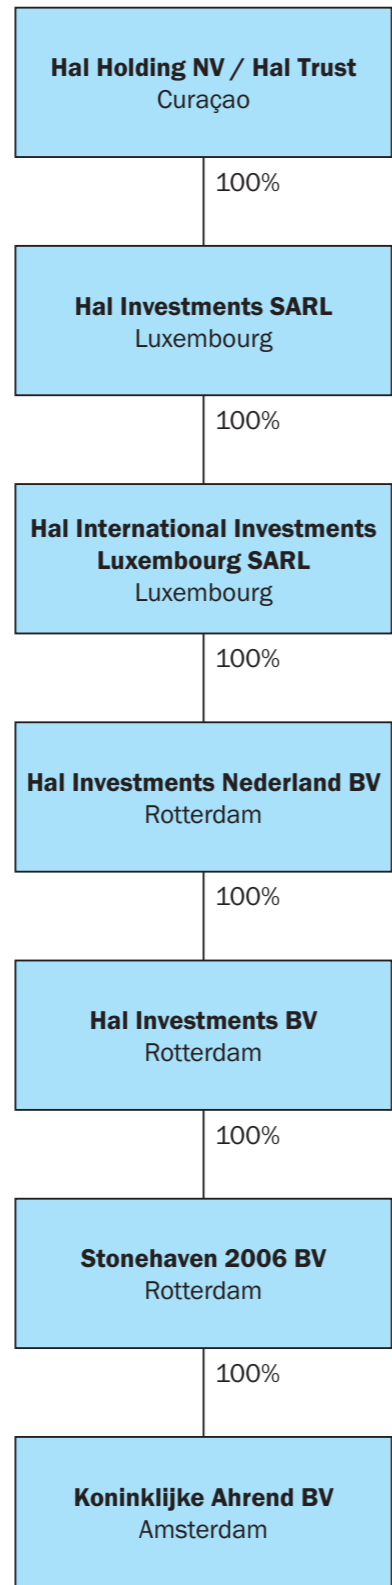 Hal Holding NV / Hal Trust
Curaçao
100%
Hal Investments SARL
Luxembourg
100%
Hal International Investments
Luxembourg SARL
Luxembourg
100%
Hal Investments Nederland BV
Rotterdam
100%
Hal Investments BV
Rotterdam
100%
Stonehaven 2006 BV
Rotterdam
100%
Koninklijke Ahrend BV
Amsterdam